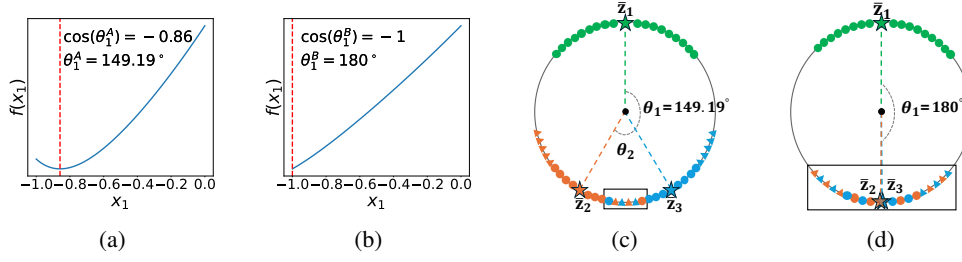 cos(θ₁ᴬ) = − 0.86
θ₁ᴬ = 149.19°
f(x₁)
−1.0−0.8−0.6−0.4−0.2 0.0
x₁
(a)
cos(θ₁ᴮ) = − 1
θ₁ᴮ = 180°
f(x₁)
−1.0−0.8−0.6−0.4−0.2 0.0
x₁
(b)
z̄₁
θ₁=149.19°
θ₂
z̄₂
z̄₃
(c)
z̄₁
θ₁=180°
z̄₂ z̄₃
(d)